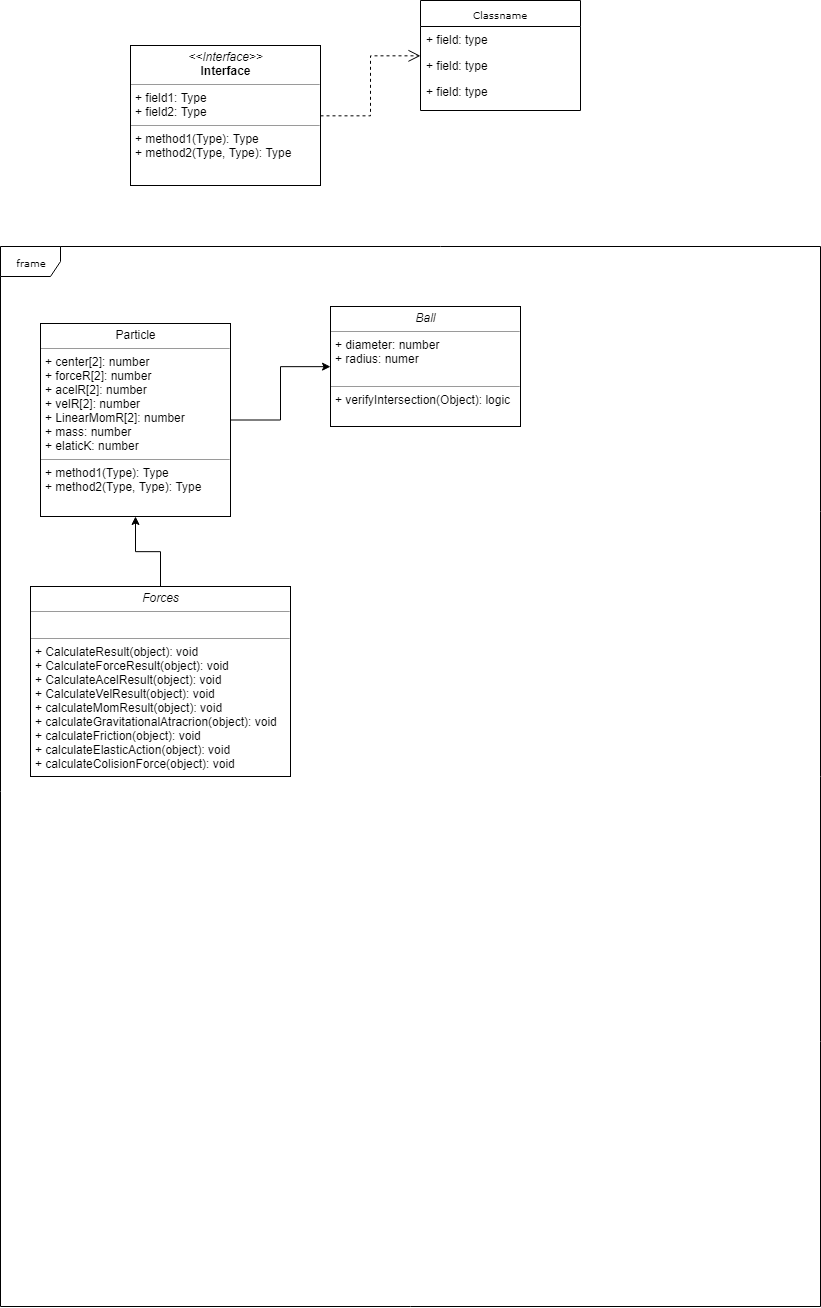 Classname
+ field: type
+ field: type
+ field: type
<<Interface>>
Interface
+ field1: Type
+ field2: Type
+ method1(Type): Type
+ method2(Type, Type): Type
frame
Particle
+ center[2]: number
+ forceR[2]: number
+ acelR[2]: number
+ velR[2]: number
+ LinearMomR[2]: number
+ mass: number
+ elaticK: number
+ method1(Type): Type
+ method2(Type, Type): Type
Ball
+ diameter: number
+ radius: numer
+ verifyIntersection(Object): logic
Forces
+ CalculateResult(object): void
+ CalculateForceResult(object): void
+ CalculateAcelResult(object): void
+ CalculateVelResult(object): void
+ calculateMomResult(object): void
+ calculateGravitationalAtracrion(object): void
+ calculateFriction(object): void
+ calculateElasticAction(object): void
+ calculateColisionForce(object): void